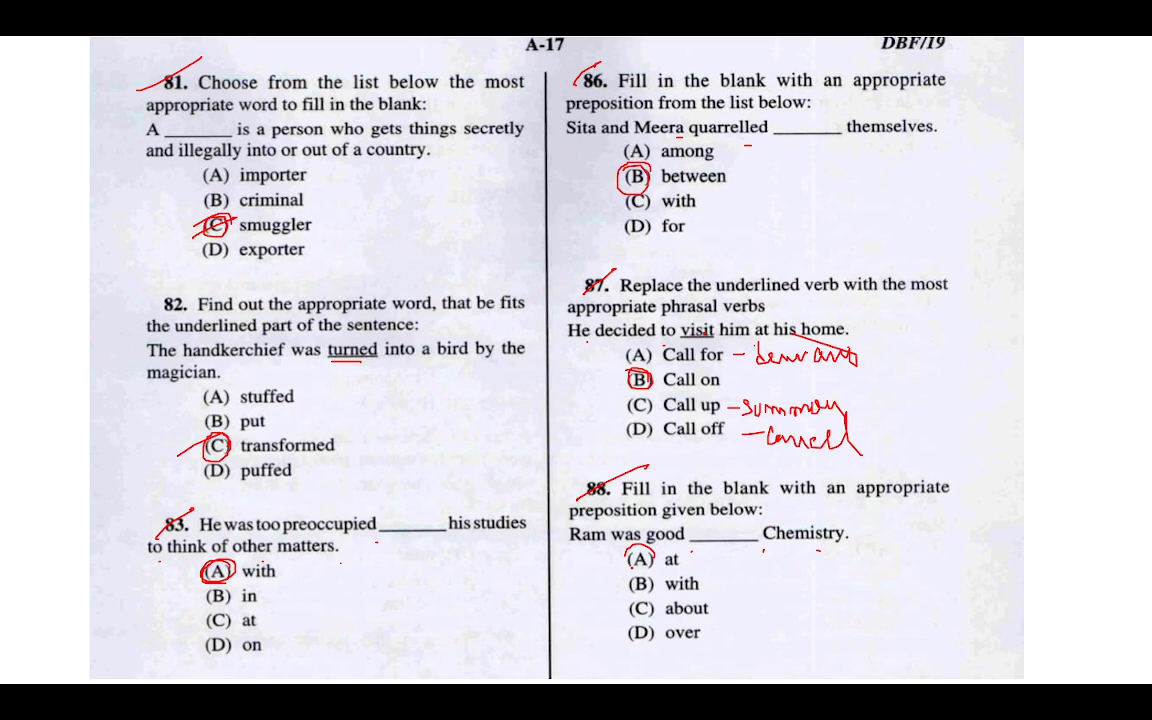 A-17
DBF/19
81. Choose from the list below the most
appropriate word to fill in the blank:
A _______ is a person who gets things secretly
and illegally into or out of a country.
(A) importer
(B) criminal
(C) smuggler
(D) exporter
82. Find out the appropriate word, that be fits
the underlined part of the sentence:
The handkerchief was turned into a bird by the
magician.
(A) stuffed
(B) put
(C) transformed
(D) puffed
83. He was too preoccupied _______ his studies
to think of other matters.
(A) with
(B) in
(C) at
(D) on
86. Fill in the blank with an appropriate
preposition from the list below:
Sita and Meera quarrelled _______ themselves.
(A) among
(B) between
(C) with
(D) for
87. Replace the underlined verb with the most
appropriate phrasal verbs
He decided to visit him at his home.
(A) Call for
(B) Call on
(C) Call up - summon
(D) Call off
88. Fill in the blank with an appropriate
preposition given below:
Ram was good _______ Chemistry.
(A) at
(B) with
(C) about
(D) over